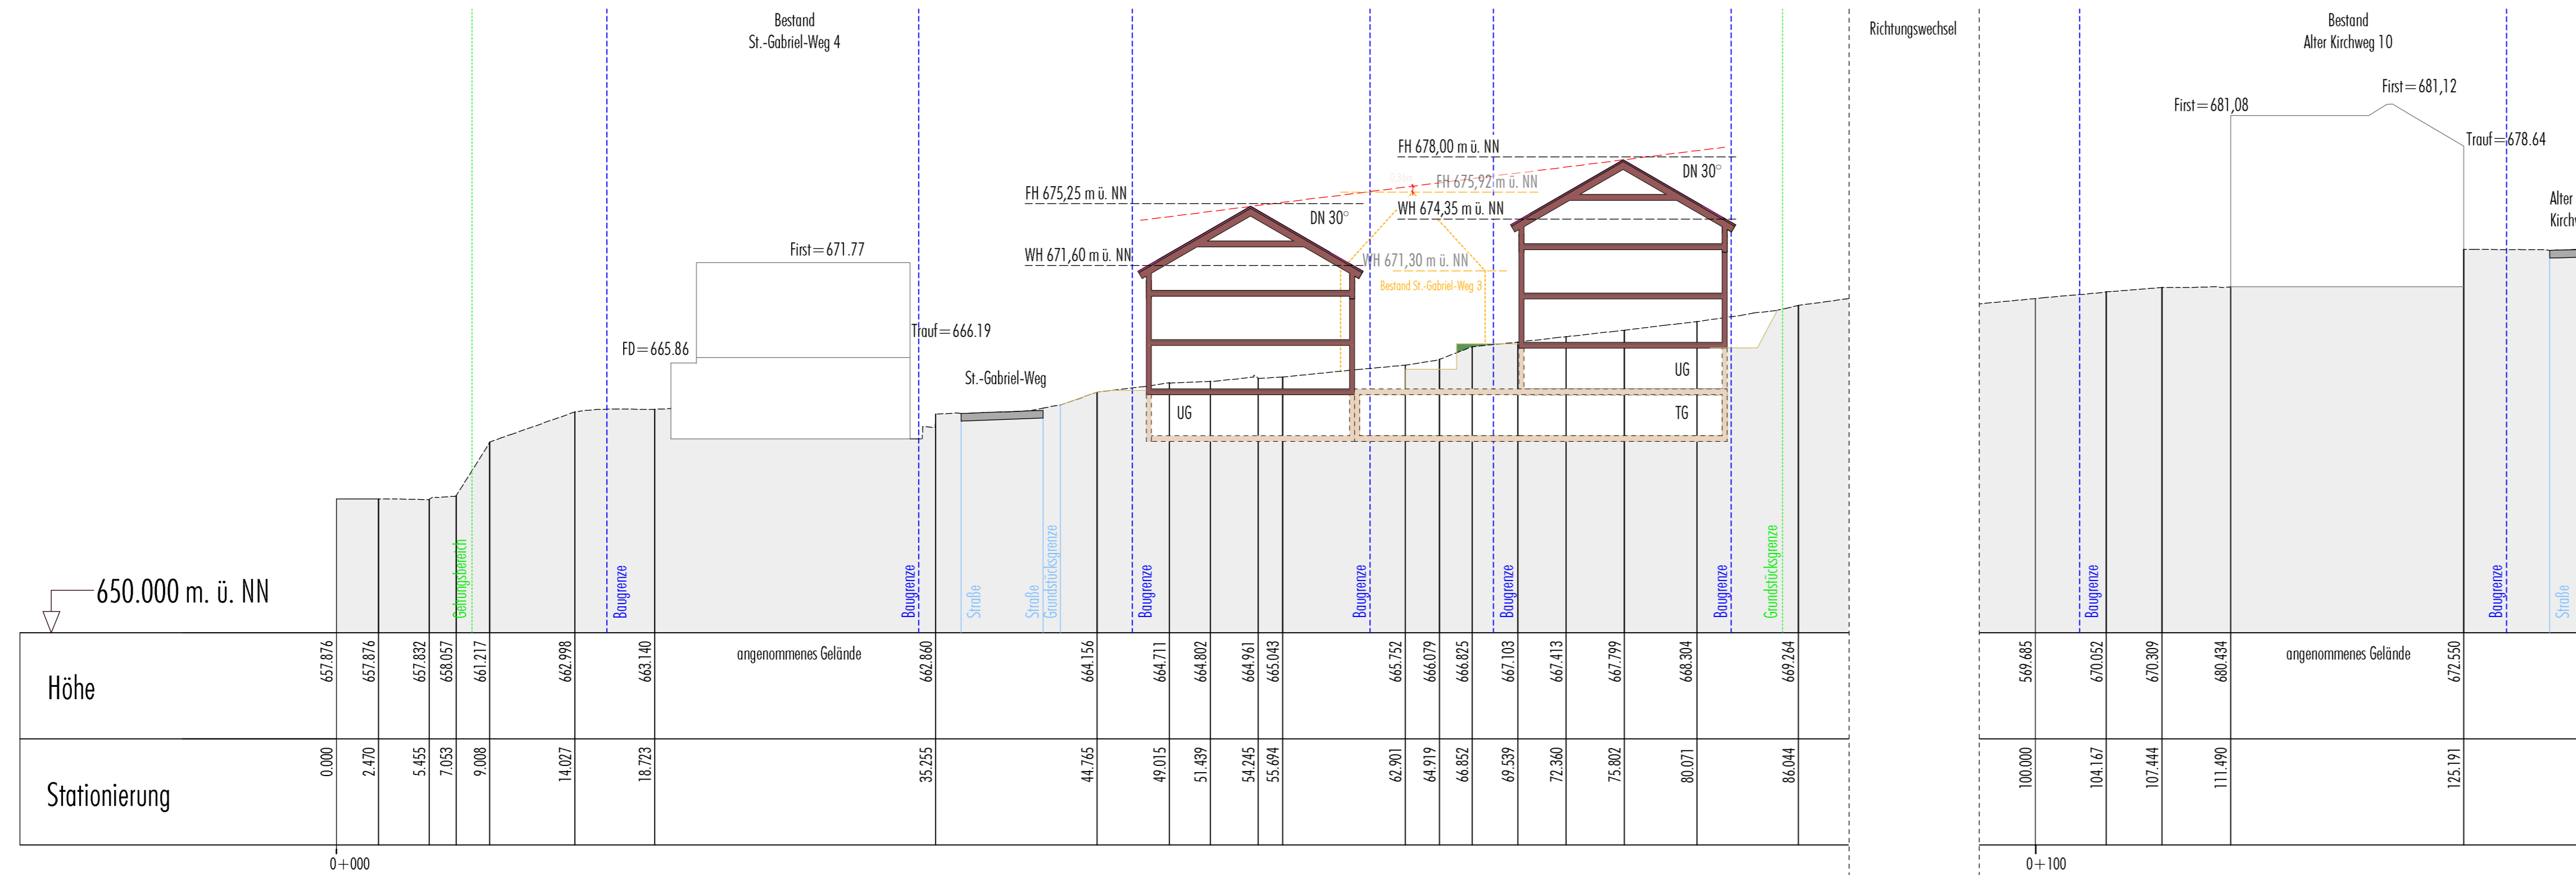 Bestand
St.-Gabriel-Weg 4
Richtungswechsel
Bestand
Alter Kirchweg 10
First=681,12
First=681,08
Trauf=678.64
FH 678,00 m ü. NN
DN 30°
FH 675,92 m ü. NN
FH 675,25 m ü. NN
WH 674,35 m ü. NN
DN 30°
Alter
First=671.77
WH 671,60 m ü. NN
WH 671,30 m ü. NN
Bestand St.-Gabriel-Weg 3
Trauf=666.19
FD=665.86
St.-Gabriel-Weg
UG
UG
TG
650.000 m. ü. NN
Geltungsbereich
Baugrenze
Baugrenze
Straße
Straße
Grundstücksgrenze
Baugrenze
Baugrenze
Baugrenze
Baugrenze
Grundstücksgrenze
Baugrenze
Baugrenze
Straße
Höhe
657.876
657.876
657.832
658.057
661.217
662.998
663.140
angenommenes Gelände
662.860
664.156
664.711
664.802
664.961
665.043
665.752
666.079
666.825
667.103
667.413
667.799
668.304
669.264
569.685
670.052
670.309
680.434
angenommenes Gelände
672.550
Stationierung
0.000
2.470
5.455
7.053
9.008
14.027
18.723
35.255
44.765
49.015
51.439
54.245
55.694
62.901
64.919
66.852
69.539
72.360
75.802
80.071
86.044
100.000
104.167
107.444
111.490
125.191
0+000
0+100